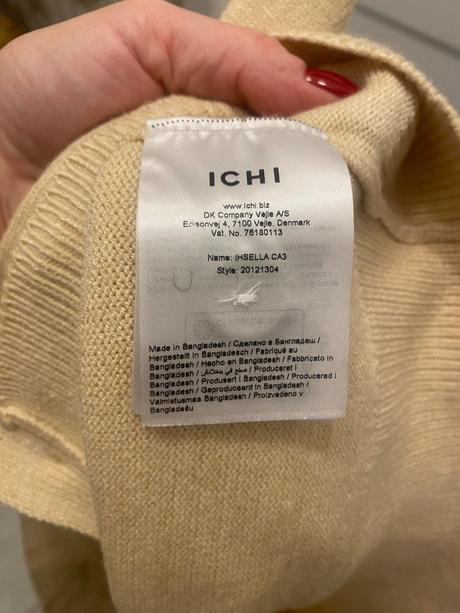 ICHI
www.ichi.biz
DK Company Vejle A/S
Edisonvej 4, 7100 Vejle, Denmark
Vat. No. 76180113
Name: IHSELLA CA3
Style: 20121304
Made in Bangladesh / Сделано в Бангладеш /
Hergestellt in Bangladesch / Fabriqué au
Bangladesh / Hecho en Bangladesh / Fabbricato in
Bangladesh / صنع في بنغلادش / Produceret i
Bangladesh / Produsert i Bangladesh / Producerad i
Bangladesh / Geproduceerd in Bangladesh /
Valmistusmaa Bangladesh / Proizvedeno v
Bangladešu